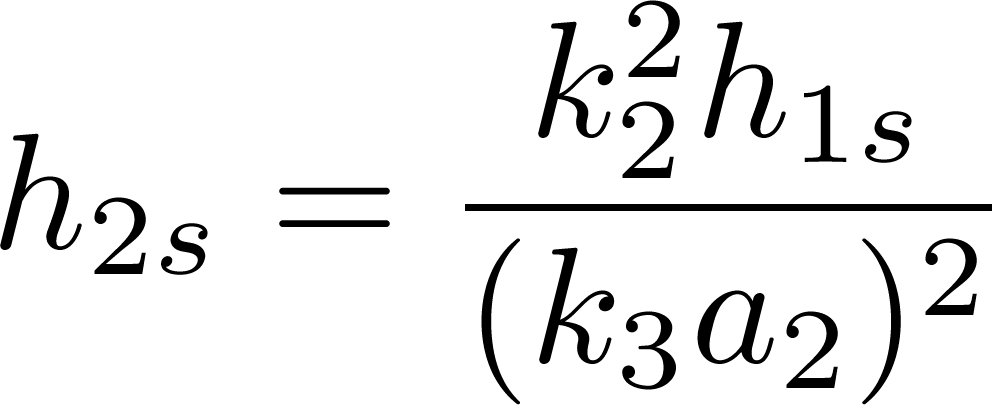 h_{2s} = \frac{k_2^2 h_{1s}}{(k_3 a_2)^2}